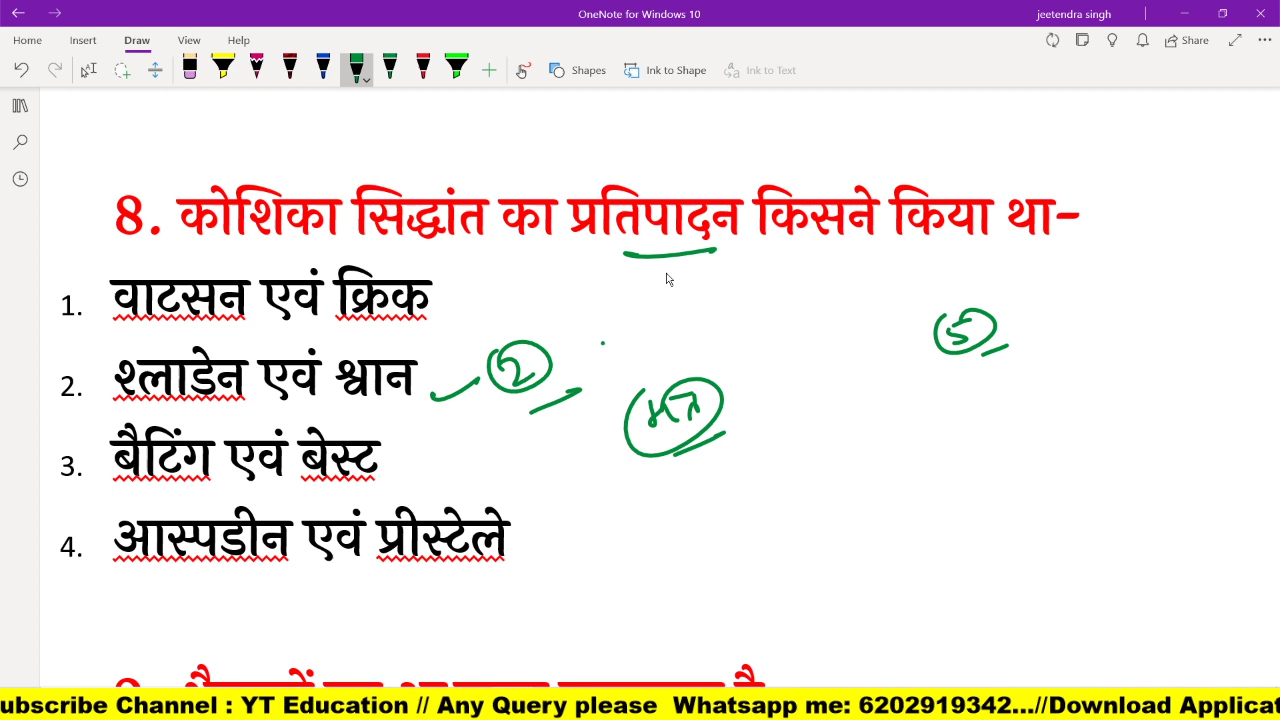 OneNote for Windows 10
jeetendra singh
Home Insert Draw View Help
Share
Shapes Ink to Shape Ink to Text
8. कोशिका सिद्धांत का प्रतिपादन किसने किया था-
1. वाटसन एवं क्रिक
5
2. श्लाडेन एवं श्वान 2
3. बैटिंग एवं बेस्ट
4. आस्पडीन एवं प्रीस्टेले
ubscribe Channel : YT Education // Any Query please Whatsapp me: 6202919342...//Download Applicat